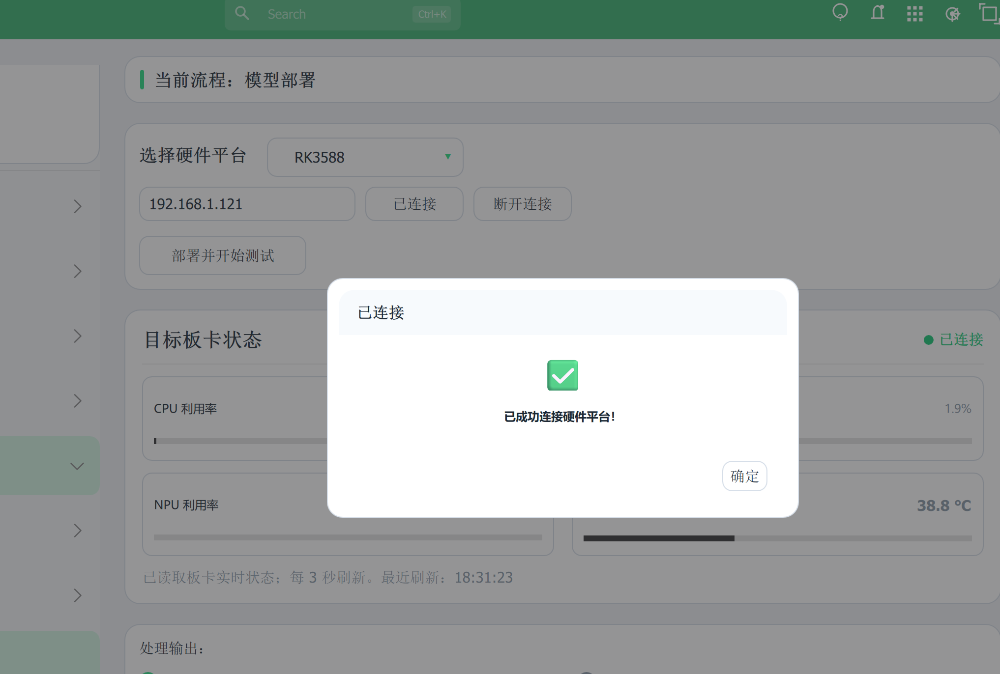 Search
Ctrl+K
当前流程：模型部署
选择硬件平台
RK3588
192.168.1.121
已连接
断开连接
部署并开始测试
已连接
目标板卡状态
已连接
已成功连接硬件平台！
CPU 利用率
1.9%
确定
NPU 利用率
38.8 °C
已读取板卡实时状态；每 3 秒刷新。最近刷新：18:31:23
处理输出：